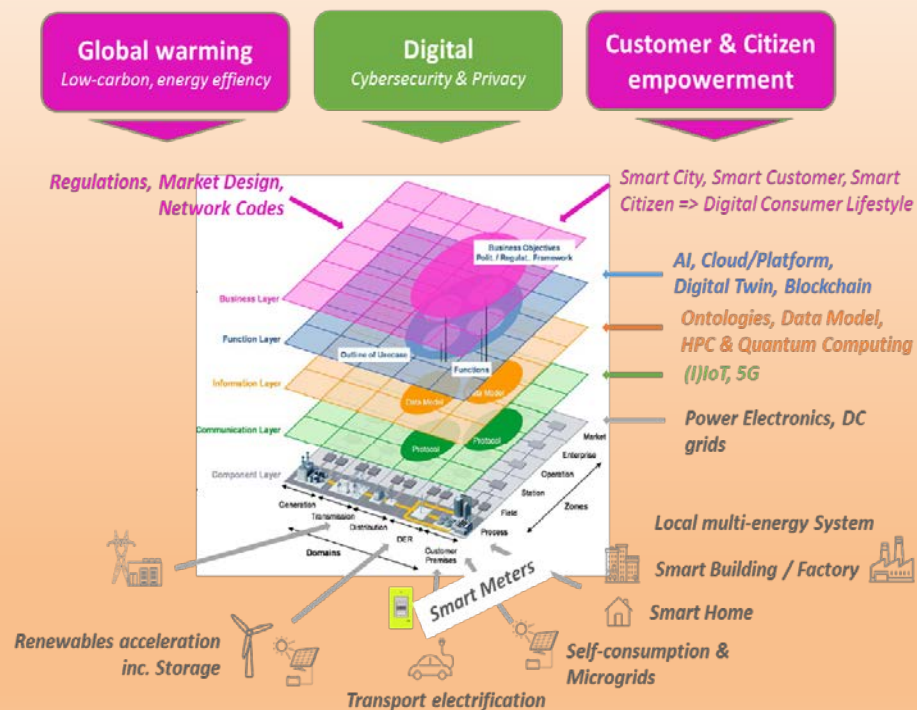 Global warming
Low-carbon, energy effiency
Digital
Cybersecurity & Privacy
Customer & Citizen
empowerment
Regulations, Market Design,
Network Codes
Smart City, Smart Customer, Smart
Citizen => Digital Consumer Lifestyle
Business Objectives
Polit. / Regulat.. Framework
AI, Cloud/Platform,
Digital Twin, Blockchain
Business Layer
Ontologies, Data Model,
HPC & Quantum Computing
Function Layer
Outline of Usecase
Functions
(I)IoT, 5G
Information Layer
Data Model
Data Model
Power Electronics, DC
grids
Communication Layer
Protocol
Protocol
Market
Enterprise
Component Layer
Operation
Generation
Station
Zones
Transmission
Field
Distribution
Process
DER
Domains
Customer
Premises
Local multi-energy System
Smart Meters
Smart Building / Factory
Smart Home
Renewables acceleration
inc. Storage
Self-consumption &
Microgrids
Transport electrification